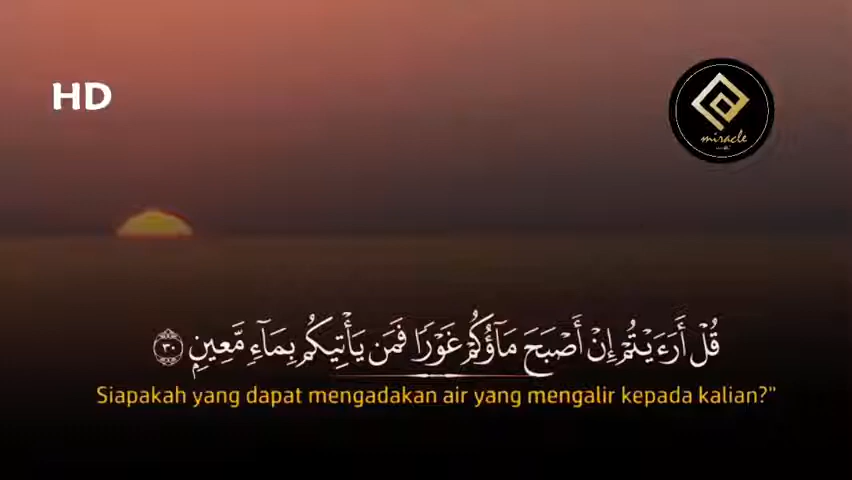 HD
miracle
قُلْ أَرَءَيْتُمْ إِنْ أَصْبَحَ مَآؤُكُمْ غَوْرًا فَمَن يَأْتِيكُم بِمَآءٍ مَّعِينٍۭ ٣٠
Siapakah yang dapat mengadakan air yang mengalir kepada kalian?"